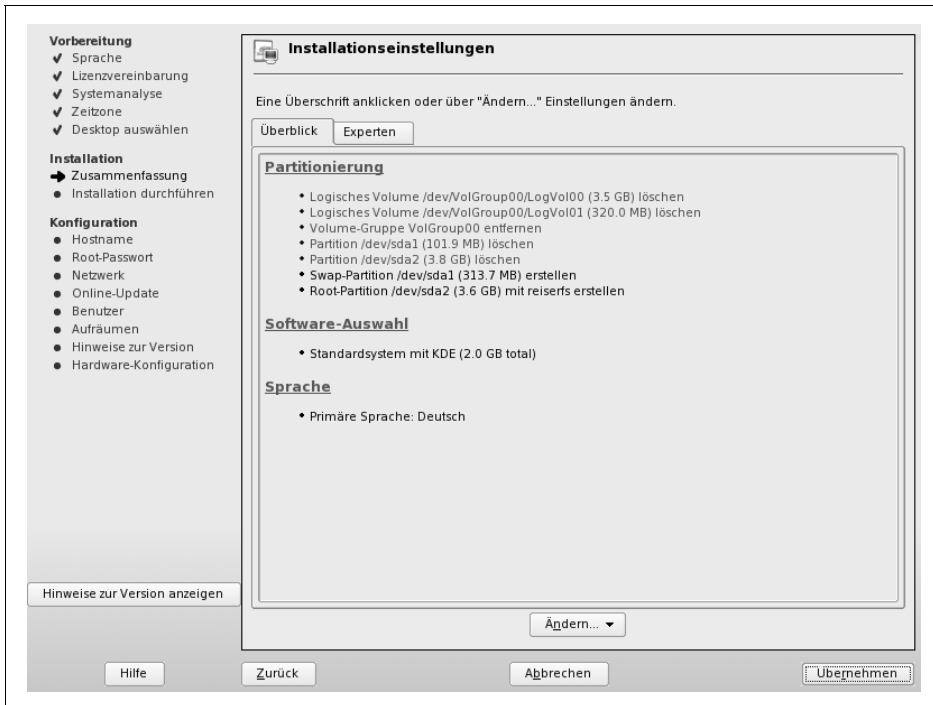 Vorbereitung
Sprache
Lizenzvereinbarung
Systemanalyse
Zeitzone
Desktop auswählen
Installation
Zusammenfassung
Installation durchführen
Konfiguration
Hostname
Root-Passwort
Netzwerk
Online-Update
Benutzer
Aufräumen
Hinweise zur Version
Hardware-Konfiguration
Hinweise zur Version anzeigen
Installationseinstellungen
Eine Überschrift anklicken oder über "Ändern..." Einstellungen ändern.
Überblick
Experten
Partitionierung
Logisches Volume /dev/VolGroup00/LogVol00 (3.5 GB) löschen
Logisches Volume /dev/VolGroup00/LogVol01 (320.0 MB) löschen
Volume-Gruppe VolGroup00 entfernen
Partition /dev/sda1 (101.9 MB) löschen
Partition /dev/sda2 (3.8 GB) löschen
Swap-Partition /dev/sda1 (313.7 MB) erstellen
Root-Partition /dev/sda2 (3.6 GB) mit reiserfs erstellen
Software-Auswahl
Standardsystem mit KDE (2.0 GB total)
Sprache
Primäre Sprache: Deutsch
Ändern...
Hilfe
Zurück
Abbrechen
Übernehmen